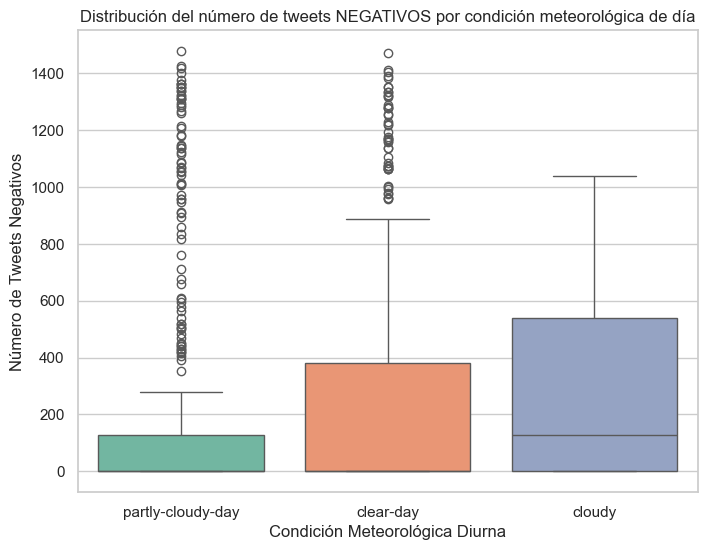 Distribución del número de tweets NEGATIVOS por condición meteorológica de día
Número de Tweets Negativos
1400
1200
1000
800
600
400
200
0
partly-cloudy-day
clear-day
cloudy
Condición Meteorológica Diurna